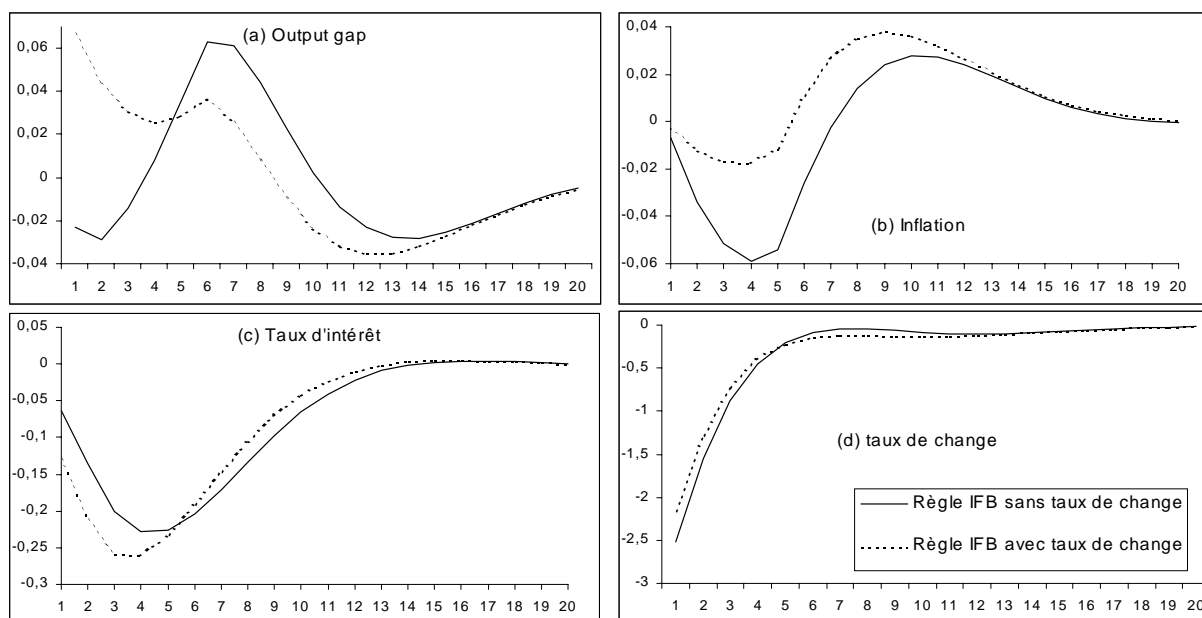 (a) Output gap
0,06
0,04
0,02
0
-0,02
-0,04
1 2 3 4 5 6 7 8 9 10 11 12 13 14 15 16 17 18 19 20
(b) Inflation
0,04
0,02
0
-0,02
-0,04
-0,06
1 2 3 4 5 6 7 8 9 10 11 12 13 14 15 16 17 18 19 20
(c) Taux d'intérêt
0,05
0
-0,05
-0,1
-0,15
-0,2
-0,25
-0,3
1 2 3 4 5 6 7 8 9 10 11 12 13 14 15 16 17 18 19 20
(d) taux de change
0
-0,5
-1
-1,5
-2
-2,5
-3
1 2 3 4 5 6 7 8 9 10 11 12 13 14 15 16 17 18 19 20
Règle IFB sans taux de change
Règle IFB avec taux de change